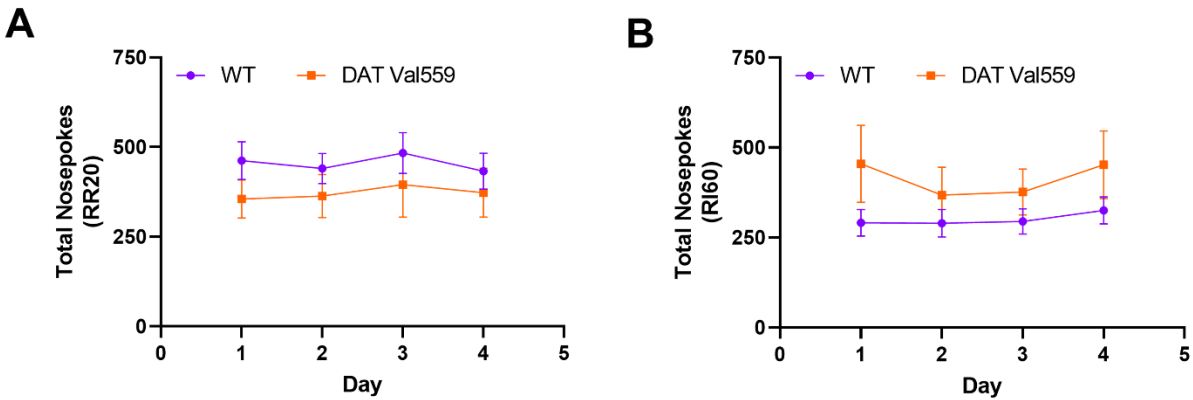 A
WT
DAT Val559
750
500
250
0
Total Nosepokes
(RR20)
0
1
2
3
4
5
Day
B
WT
DAT Val559
750
500
250
0
Total Nosepokes
(RI60)
0
1
2
3
4
5
Day